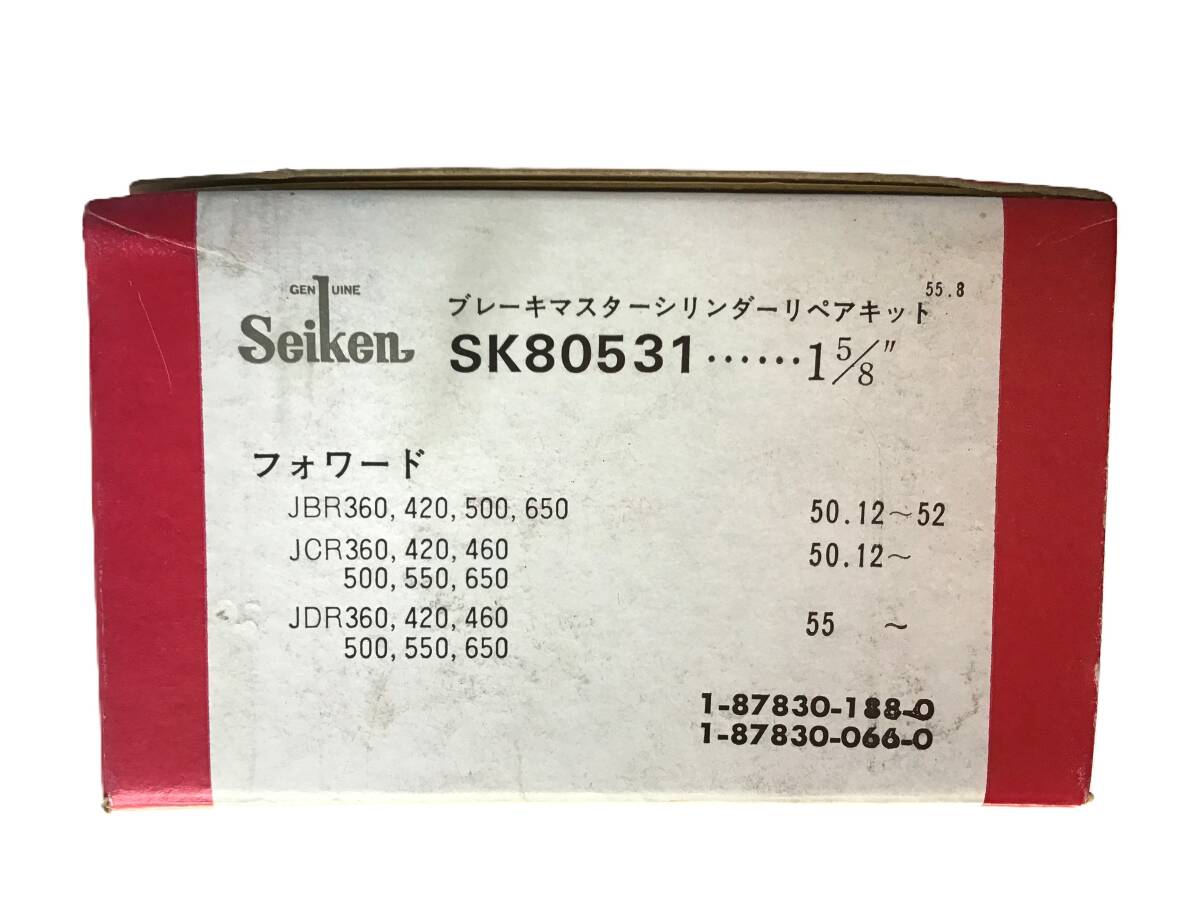 GENUINE
Seiken
55.8
ブレーキマスターシリンダーリペアキット
SK80531……1 5/8"
フォワード
JBR360, 420, 500, 650 50.12～52
JCR360, 420, 460 50.12～
500, 550, 650
JDR360, 420, 460 55 ～
500, 550, 650
1-87830-188-0
1-87830-066-0